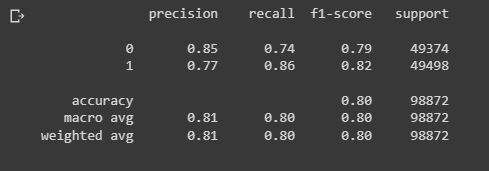 precision recall f1-score support
0 0.85 0.74 0.79 49374
1 0.77 0.86 0.82 49498
accuracy 0.80 98872
macro avg 0.81 0.80 0.80 98872
weighted avg 0.81 0.80 0.80 98872